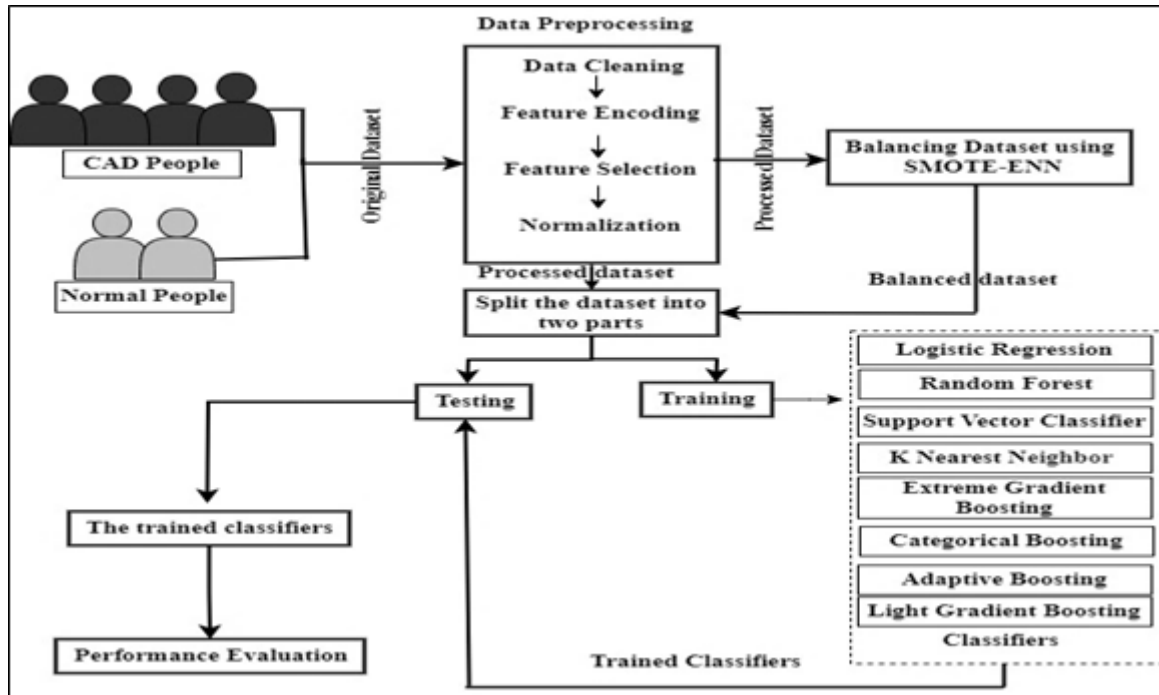 Data Preprocessing
Data Cleaning
Feature Encoding
Feature Selection
Normalization
CAD People
Normal People
Original Dataset
Processed Dataset
Balancing Dataset using
SMOTE-ENN
Processed dataset
Balanced dataset
Split the dataset into
two parts
Testing
Training
Logistic Regression
Random Forest
Support Vector Classifier
K Nearest Neighbor
Extreme Gradient
Boosting
Categorical Boosting
Adaptive Boosting
Light Gradient Boosting
Classifiers
The trained classifiers
Performance Evaluation
Trained Classifiers